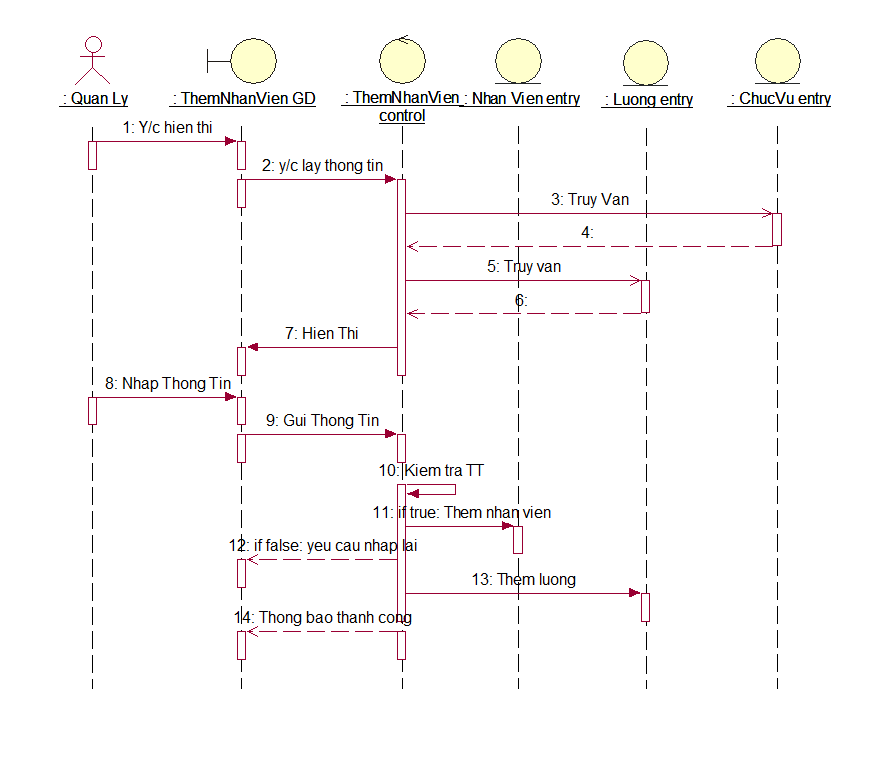 : Quan Ly
: ThemNhanVien GD
: ThemNhanVien
control
: Nhan Vien entry
: Luong entry
: ChucVu entry
1: Y/c hien thi
2: y/c lay thong tin
3: Truy Van
4:
5: Truy van
6:
7: Hien Thi
8: Nhap Thong Tin
9: Gui Thong Tin
10: Kiem tra TT
11: if true: Them nhan vien
12: if false: yeu cau nhap lai
13: Them luong
14: Thong bao thanh cong